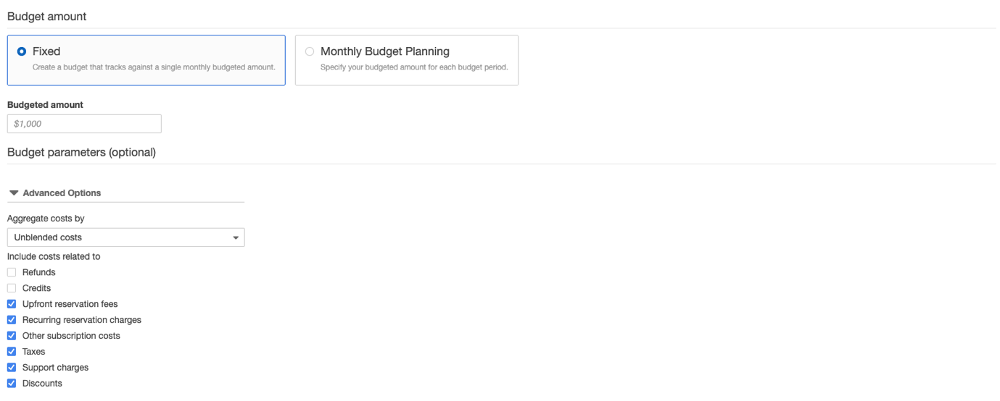 Budget amount
Fixed
Create a budget that tracks against a single monthly budgeted amount.
Monthly Budget Planning
Specify your budgeted amount for each budget period.
Budgeted amount
$1,000
Budget parameters (optional)
Advanced Options
Aggregate costs by
Unblended costs
Include costs related to
Refunds
Credits
Upfront reservation fees
Recurring reservation charges
Other subscription costs
Taxes
Support charges
Discounts